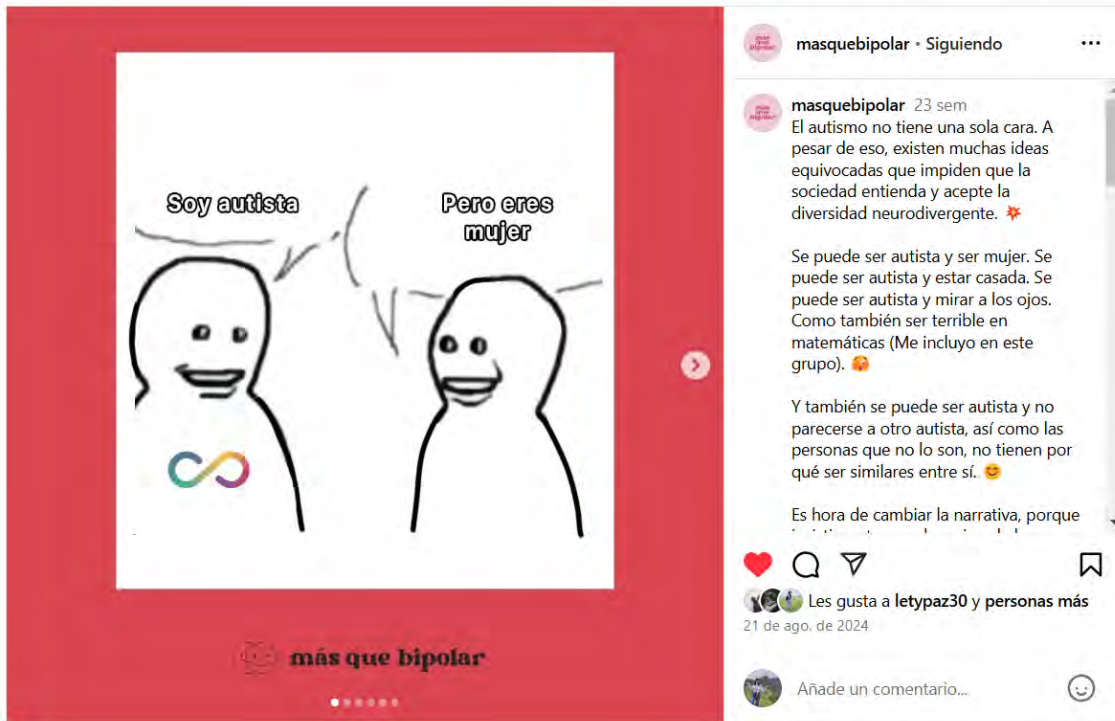 Soy autista
Pero eres
mujer
más que bipolar
masquebipolar • Siguiendo
masquebipolar 23 sem
El autismo no tiene una sola cara. A
pesar de eso, existen muchas ideas
equivocadas que impiden que la
sociedad entienda y acepte la
diversidad neurodivergente. 💥
Se puede ser autista y ser mujer. Se
puede ser autista y estar casada. Se
puede ser autista y mirar a los ojos.
Como también ser terrible en
matemáticas (Me incluyo en este
grupo). 🫣
Y también se puede ser autista y no
parecerse a otro autista, así como las
personas que no lo son, no tienen por
qué ser similares entre sí. 😊
Es hora de cambiar la narrativa, porque
Les gusta a letypaz30 y personas más
21 de ago. de 2024
Añade un comentario...